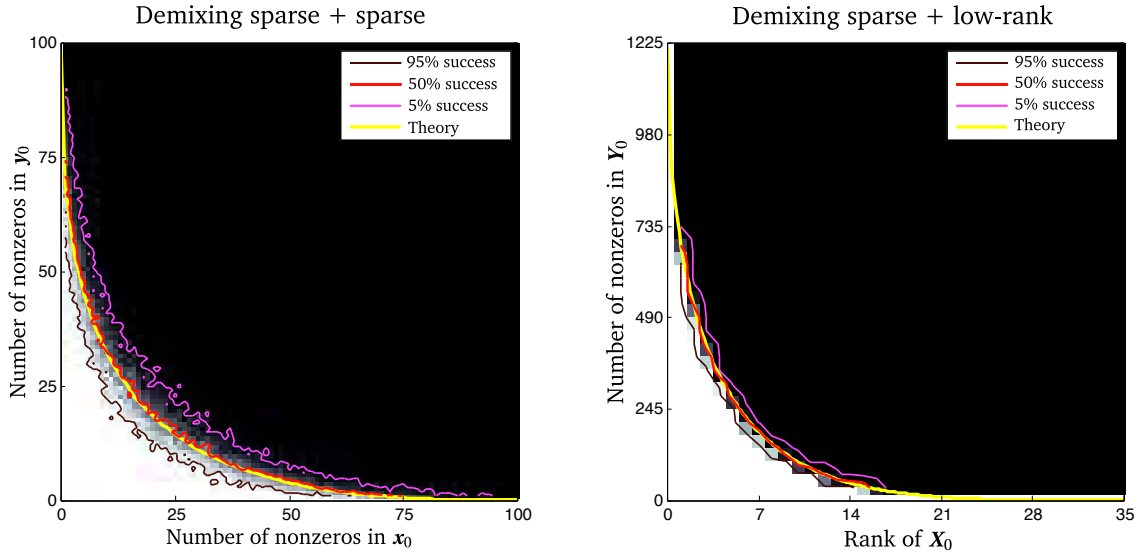 Demixing sparse + sparse
100
75
50
25
0
Number of nonzeros in y0
95% success
50% success
5% success
Theory
0 25 50 75 100
Number of nonzeros in x0
Demixing sparse + low-rank
1225
980
735
490
245
0
Number of nonzeros in Y0
95% success
50% success
5% success
Theory
0 7 14 21 28 35
Rank of X0